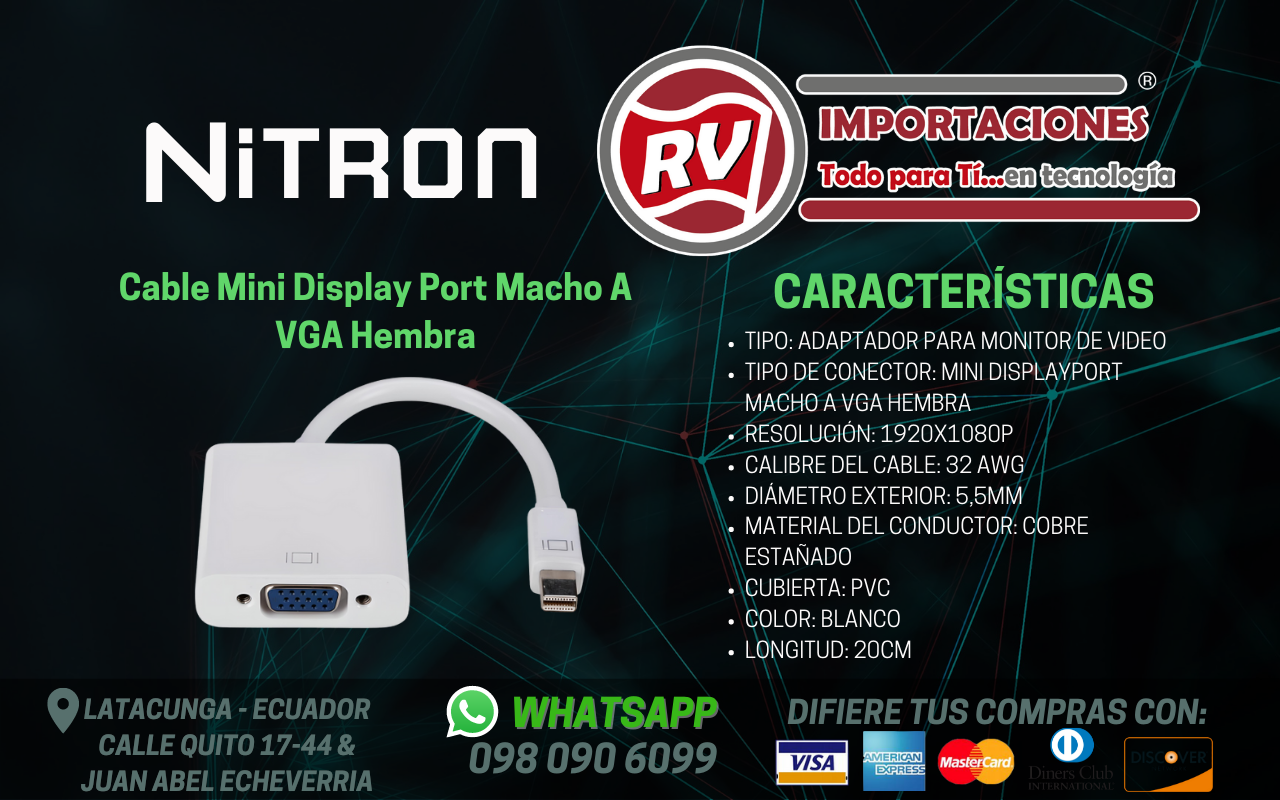 NiTRON
RV
IMPORTACIONES
®
Todo para Tí...en tecnología
Cable Mini Display Port Macho A
VGA Hembra
CARACTERÍSTICAS
• TIPO: ADAPTADOR PARA MONITOR DE VIDEO
• TIPO DE CONECTOR: MINI DISPLAYPORT
MACHO A VGA HEMBRA
• RESOLUCIÓN: 1920X1080P
• CALIBRE DEL CABLE: 32 AWG
• DIÁMETRO EXTERIOR: 5,5MM
• MATERIAL DEL CONDUCTOR: COBRE
ESTAÑADO
• CUBIERTA: PVC
• COLOR: BLANCO
• LONGITUD: 20CM
LATACUNGA - ECUADOR
CALLE QUITO 17-44 &
JUAN ABEL ECHEVERRIA
WHATSAPP
098 090 6099
DIFIERE TUS COMPRAS CON:
VISA
AMERICAN
EXPRESS
MasterCard
Diners Club
INTERNATIONAL
DISCOVER